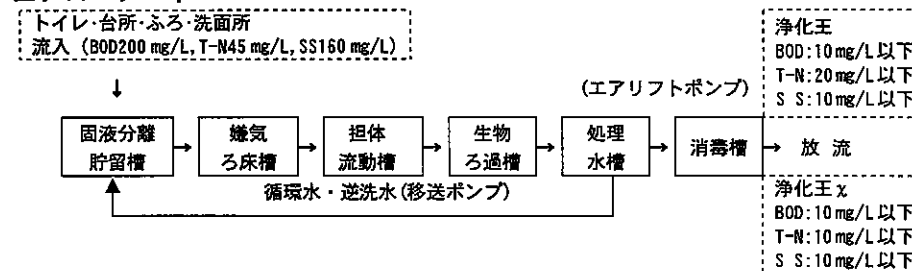 トイレ・台所・ふろ・洗面所
流入 (BOD200 mg/L, T-N45 mg/L, SS160 mg/L)
浄化王
BOD:10mg/L以下
T-N:20mg/L以下
S S:10mg/L以下
(エアリフトポンプ)
固液分離
貯留槽
嫌気
ろ床槽
担体
流動槽
生物
ろ過槽
処理
水槽
消毒槽
放 流
循環水・逆洗水(移送ポンプ)
浄化王χ
BOD:10mg/L以下
T-N:10mg/L以下
S S:10mg/L以下